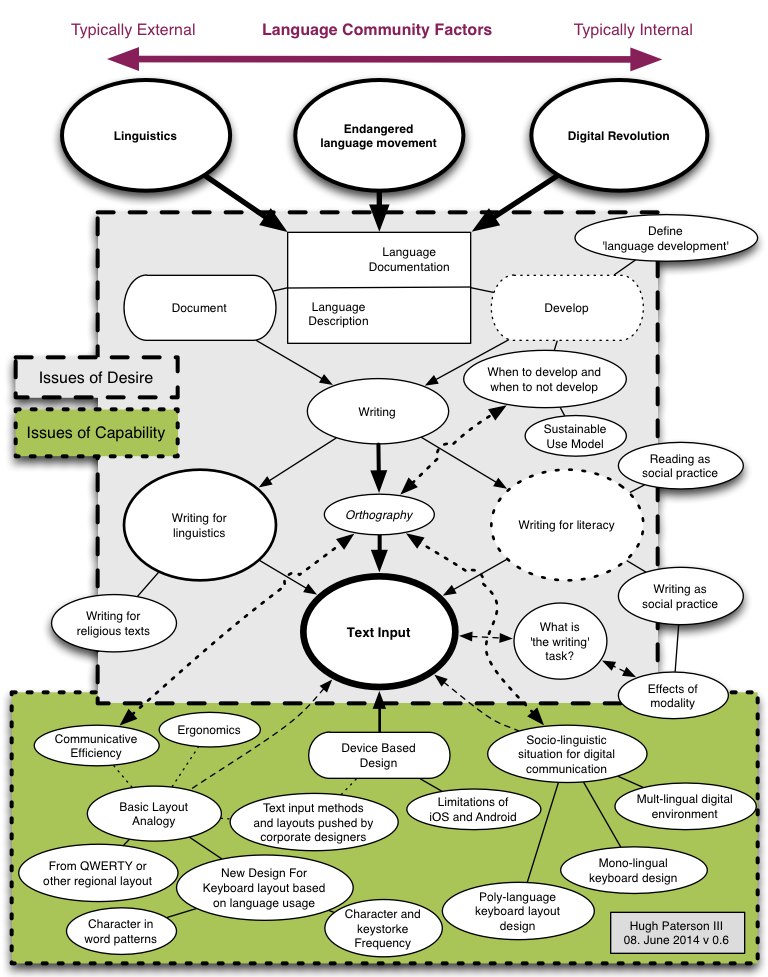 Typically External
Language Community Factors
Typically Internal
Linguistics
Endangered
language movement
Digital Revolution
Define
'language development'
Language
Documentation
Document
Language
Description
Develop
Issues of Desire
When to develop and
when to not develop
Writing
Issues of Capability
Sustainable
Use Model
Reading as
social practice
Writing for
linguistics
Orthography
Writing for literacy
Writing as
social practice
Writing for
religious texts
Text Input
What is
'the writing'
task?
Effects of
modality
Communicative
Efficiency
Ergonomics
Device Based
Design
Socio-linguistic
situation for digital
communication
Basic Layout
Analogy
Text input methods
and layouts pushed by
corporate designers
Limitations of
iOS and Android
Mult-lingual digital
environment
From QWERTY or
other regional layout
New Design For
Keyboard layout based
on language usage
Mono-lingual
keyboard design
Poly-language
keyboard layout
design
Character in
word patterns
Character and
keystorke
Frequency
Hugh Paterson III
08. June 2014 v 0.6